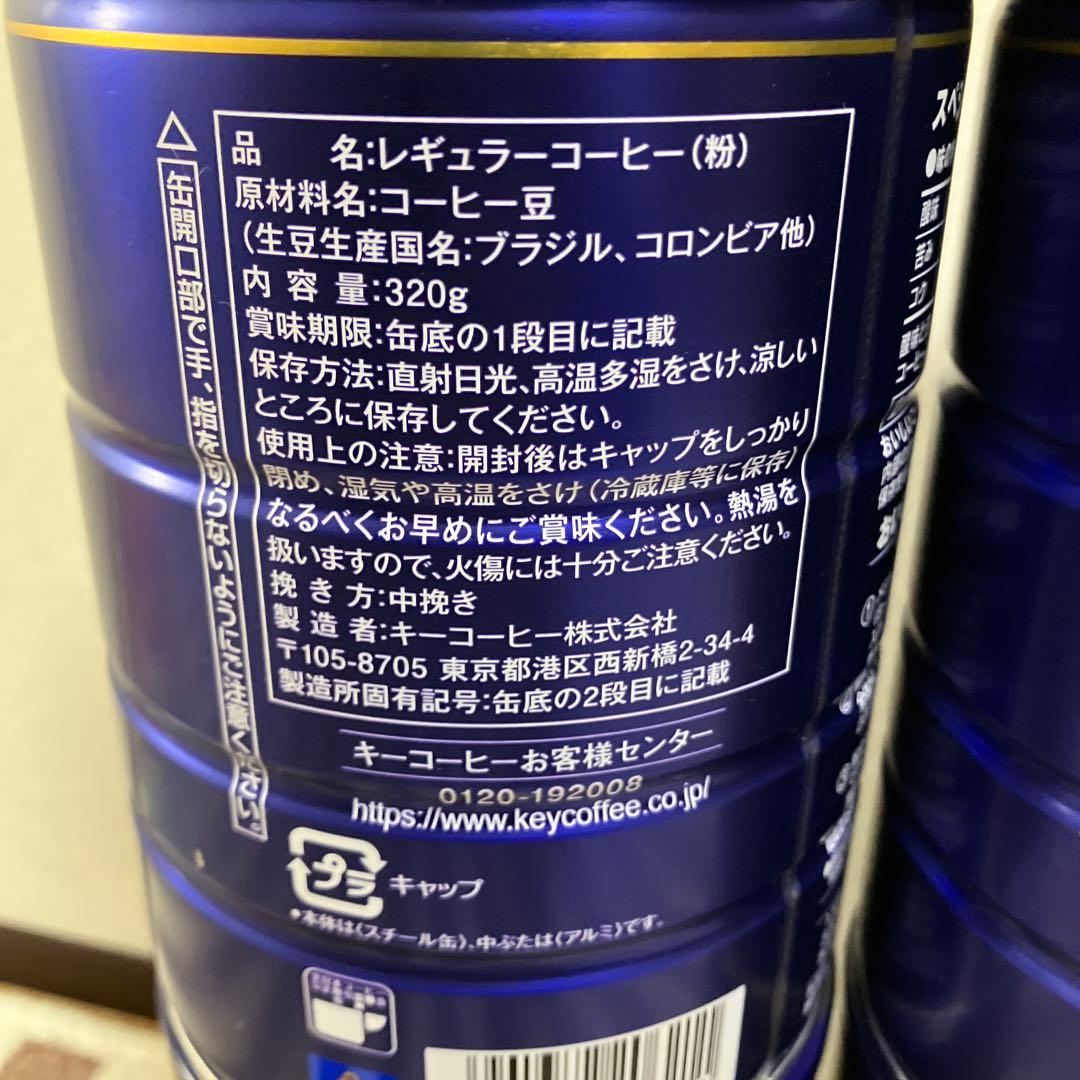 △缶開口部で手、指を切らないようにご注意ください。
品 名:レギュラーコーヒー(粉)
原材料名:コーヒー豆
(生豆生産国名:ブラジル、コロンビア他)
内 容 量:320g
賞味期限:缶底の1段目に記載
保存方法:直射日光、高温多湿をさけ、涼しい
ところに保存してください。
使用上の注意:開封後はキャップをしっかり
閉め、湿気や高温をさけ(冷蔵庫等に保存)
なるべくお早めにご賞味ください。熱湯を
扱いますので、火傷には十分ご注意ください。
挽 き 方:中挽き
製 造 者:キーコーヒー株式会社
〒105-8705 東京都港区西新橋2-34-4
製造所固有記号:缶底の2段目に記載
キーコーヒーお客様センター
0120-192008
https://www.keycoffee.co.jp/
プラ キャップ
•本体は〈スチール缶〉、中ぶたは〈アルミ〉です。
酸味
苦み
コク